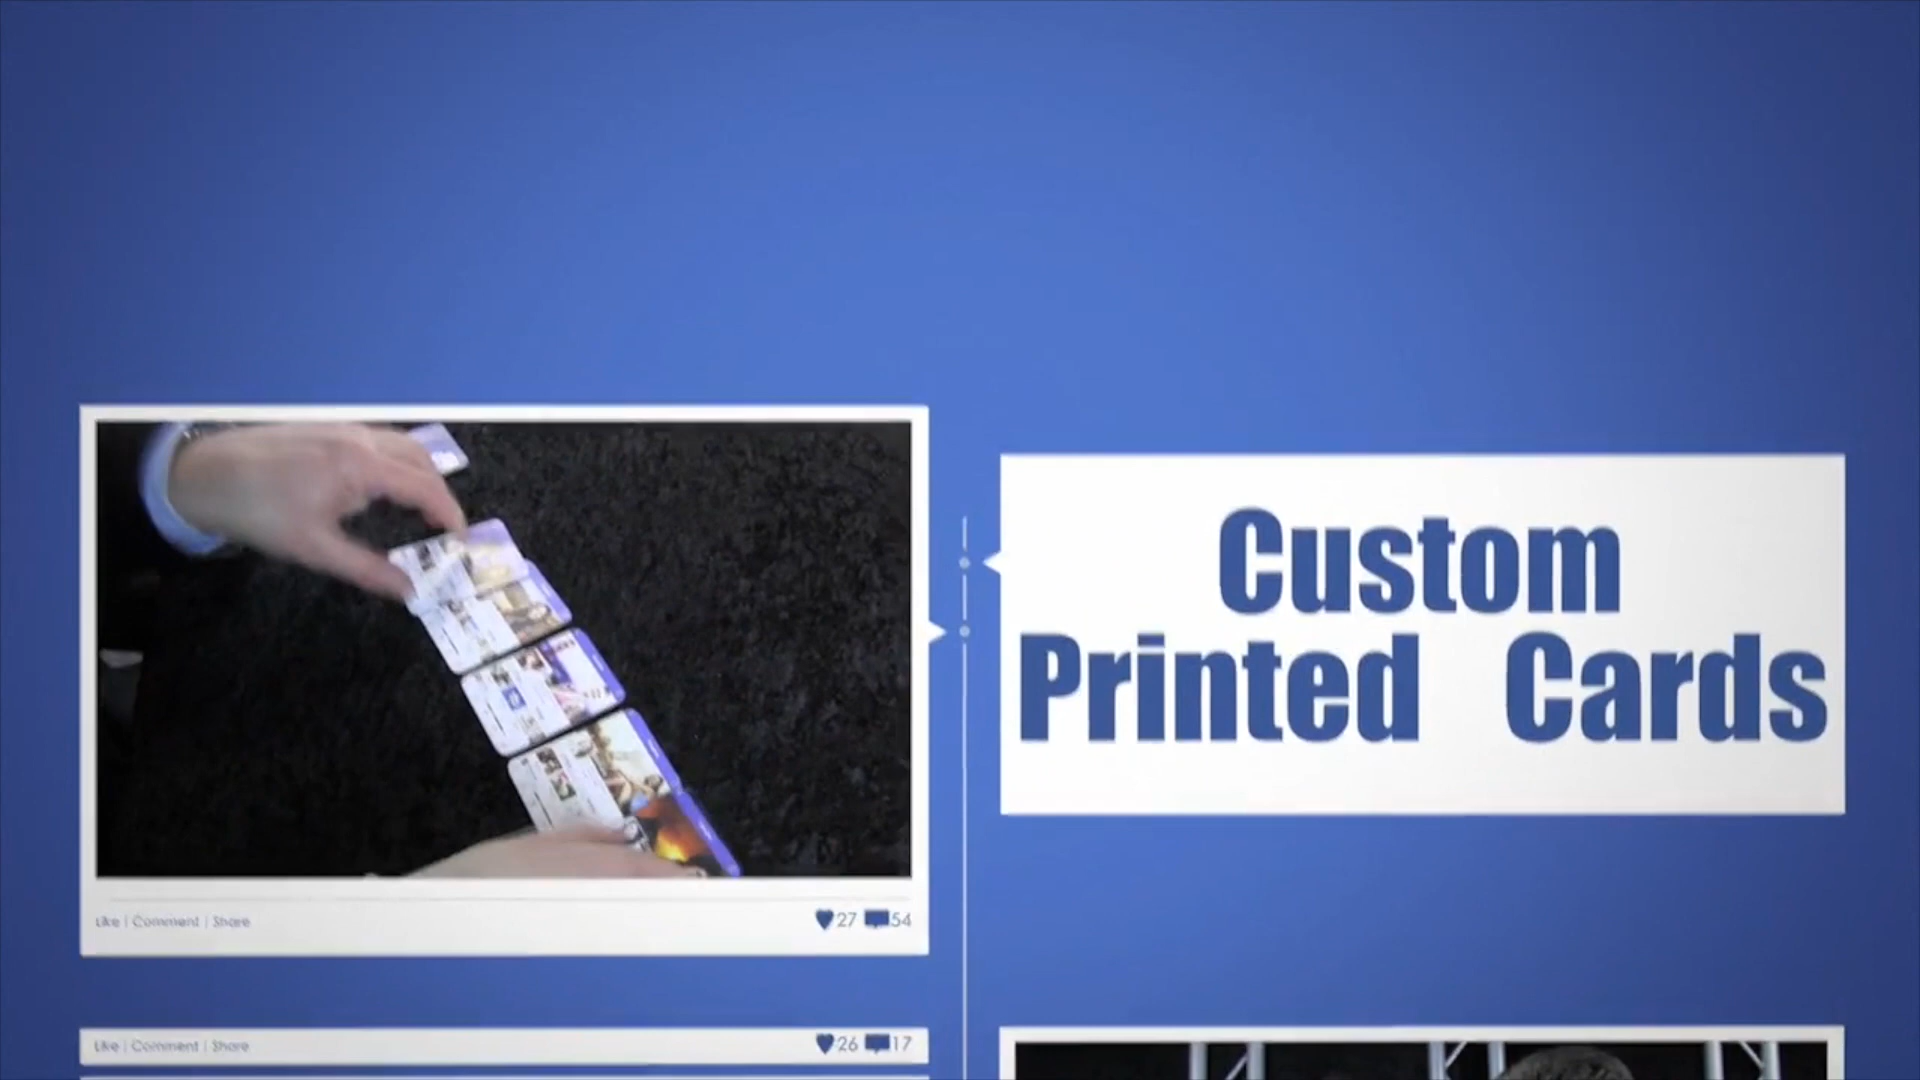 Custom
Printed Cards
Like | Comment | Share
27 54
Like | Comment | Share
26 17